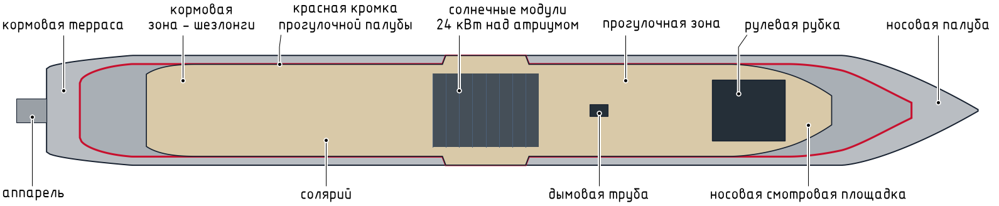 кормовая терраса
кормовая
зона – шезлонги
красная кромка
прогулочной палубы
солнечные модули
24 кВт над атриумом
прогулочная зона
рулевая рубка
носовая палуба
аппарель
солярий
дымовая труба
носовая смотровая площадка